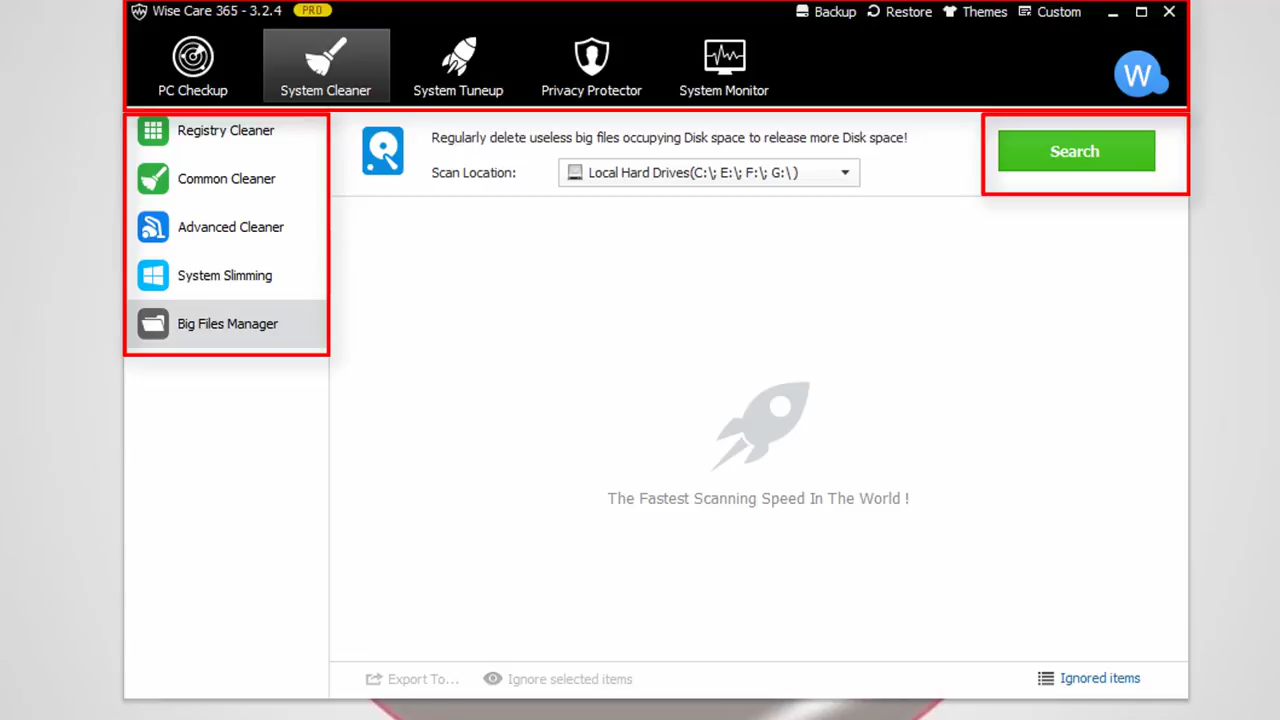 Wise Care 365 - 3.2.4 PRO Backup Restore Themes Custom
PC Checkup System Cleaner System Tuneup Privacy Protector System Monitor
W
Registry Cleaner
Common Cleaner
Advanced Cleaner
System Slimming
Big Files Manager
Regularly delete useless big files occupying Disk space to release more Disk space!
Scan Location: Local Hard Drives(C:\; E:\; F:\; G:\)
Search
The Fastest Scanning Speed In The World !
Export To... Ignore selected items Ignored items